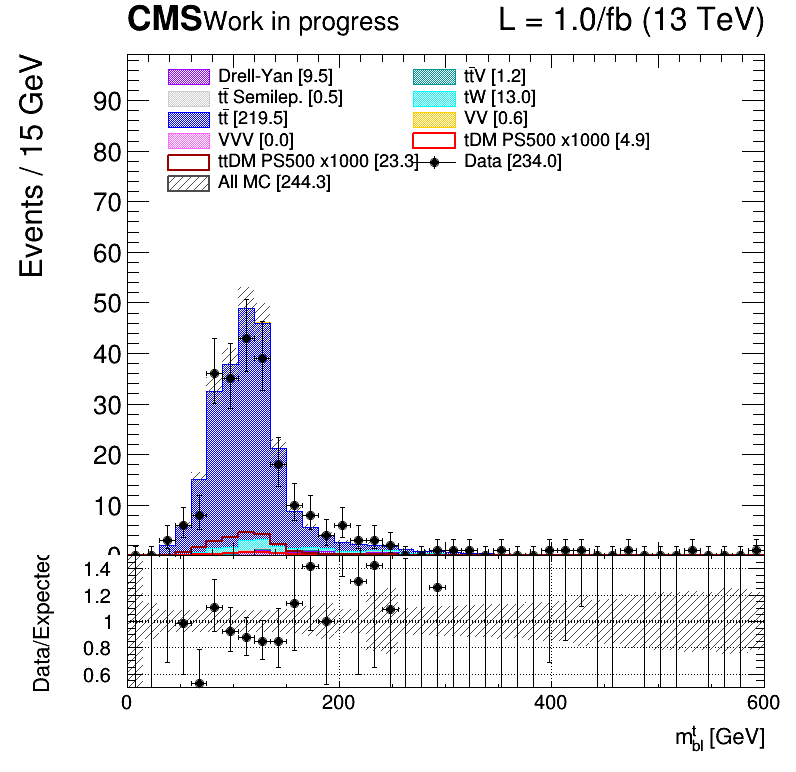 CMS Work in progress L = 1.0/fb (13 TeV)
Events / 15 GeV
Drell-Yan [9.5] tt̄V [1.2]
tt̄ Semilep. [0.5] tW [13.0]
tt̄ [219.5] VV [0.6]
VVV [0.0] tDM PS500 x1000 [4.9]
ttDM PS500 x1000 [23.3] Data [234.0]
All MC [244.3]
90
80
70
60
50
40
30
20
10
0
Data/Expected
1.4
1.2
1
0.8
0.6
0 200 400 600
m^t_bl [GeV]